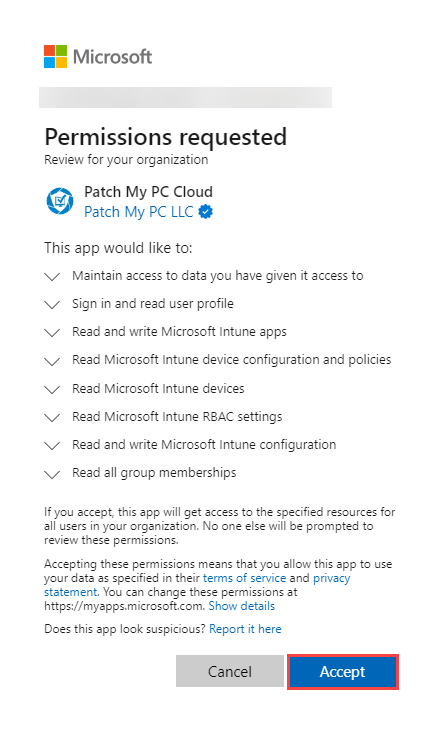 Microsoft
Permissions requested
Review for your organization
Patch My PC Cloud
Patch My PC LLC
This app would like to:
Maintain access to data you have given it access to
Sign in and read user profile
Read and write Microsoft Intune apps
Read Microsoft Intune device configuration and policies
Read Microsoft Intune devices
Read Microsoft Intune RBAC settings
Read and write Microsoft Intune configuration
Read all group memberships
If you accept, this app will get access to the specified resources for
all users in your organization. No one else will be prompted to
review these permissions.
Accepting these permissions means that you allow this app to use
your data as specified in their terms of service and privacy
statement. You can change these permissions at
https://myapps.microsoft.com. Show details
Does this app look suspicious? Report it here
Cancel
Accept